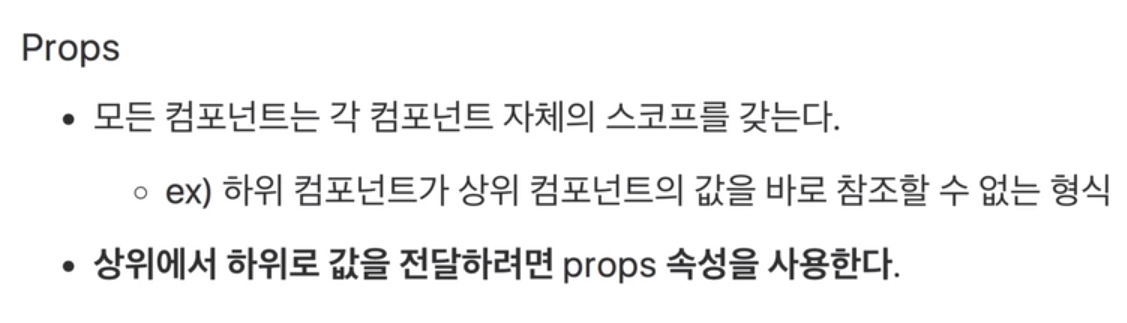 Props
• 모든 컴포넌트는 각 컴포넌트 자체의 스코프를 갖는다.
◦ ex) 하위 컴포넌트가 상위 컴포넌트의 값을 바로 참조할 수 없는 형식
• 상위에서 하위로 값을 전달하려면 props 속성을 사용한다.